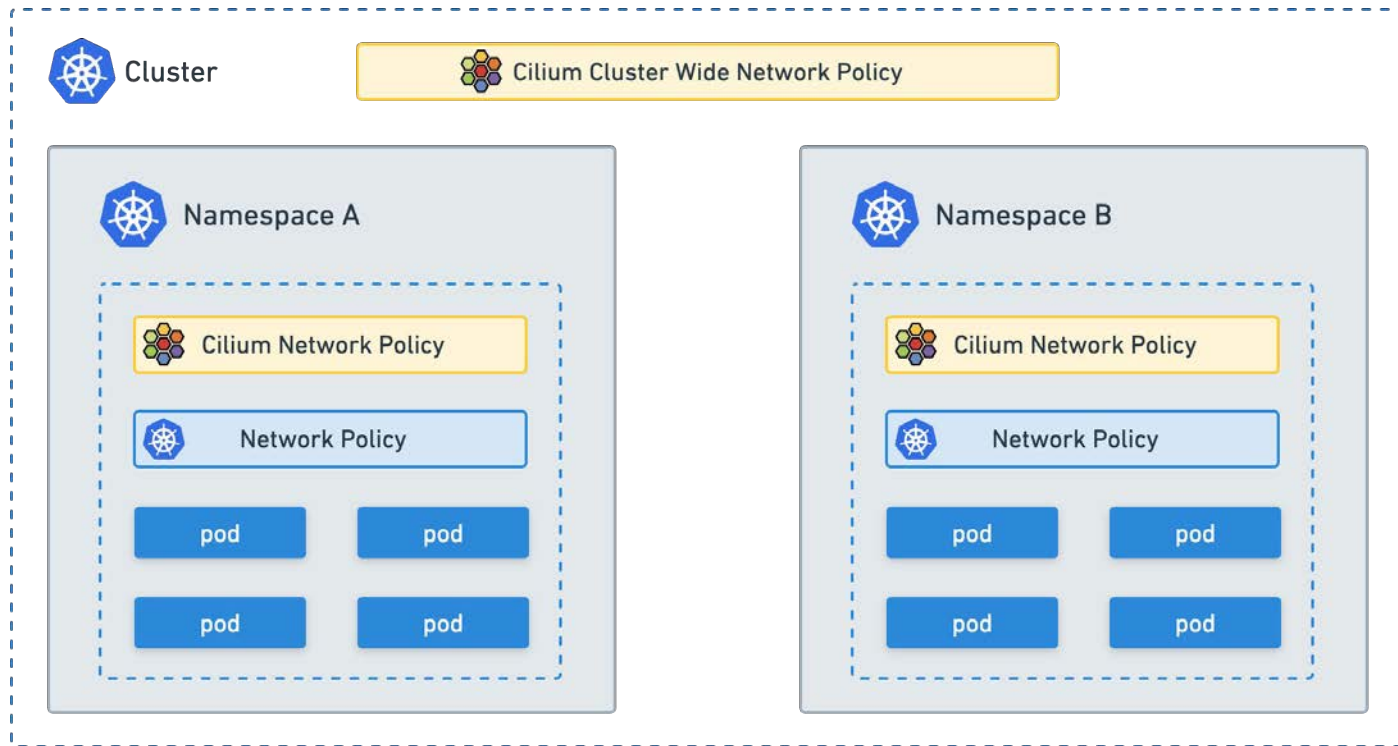 Cluster
Cilium Cluster Wide Network Policy
Namespace A
Cilium Network Policy
Network Policy
pod
pod
pod
pod
Namespace B
Cilium Network Policy
Network Policy
pod
pod
pod
pod